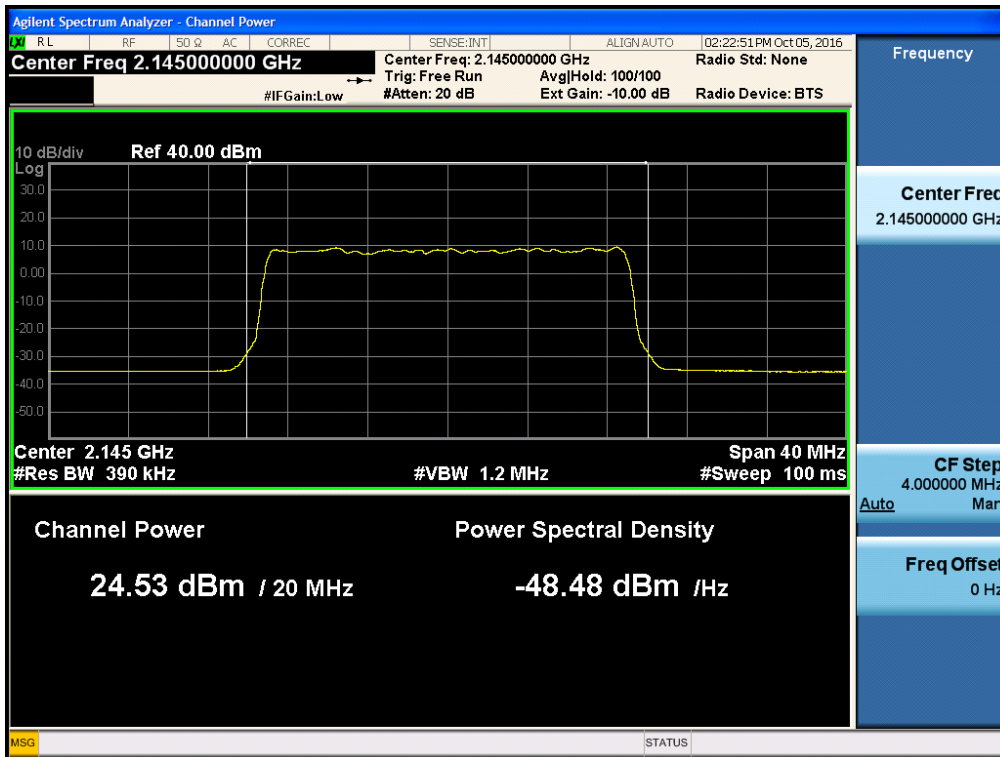 Agilent Spectrum Analyzer - Channel Power
LXI RL RF 50 Ω AC CORREC SENSE:INT ALIGN AUTO 02:22:51 PM Oct 05, 2016
Center Freq 2.145000000 GHz
Center Freq: 2.145000000 GHz
Radio Std: None
Trig: Free Run Avg|Hold: 100/100
#IFGain:Low
#Atten: 20 dB Ext Gain: -10.00 dB
Radio Device: BTS
10 dB/div Ref 40.00 dBm
Log
30.0
20.0
10.0
0.00
-10.0
-20.0
-30.0
-40.0
-50.0
Center 2.145 GHz Span 40 MHz
#Res BW 390 kHz #VBW 1.2 MHz #Sweep 100 ms
Channel Power Power Spectral Density
24.53 dBm / 20 MHz -48.48 dBm /Hz
MSG STATUS
Frequency
Center Freq
2.145000000 GHz
CF Step
4.000000 MHz
Auto Man
Freq Offset
0 Hz